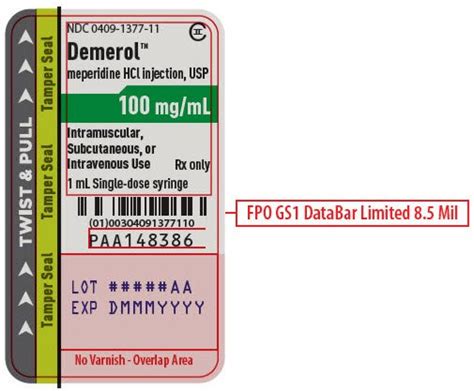 NDC 0409-1377-11
CII
Demerol™
meperidine HCl injection, USP
100 mg/mL
Intramuscular,
Subcutaneous, or
Intravenous Use Rx only
1 mL Single-dose syringe
(01)00304091377110
PAA148386
LOT #####AA
EXP DMMMYYYY
No Varnish - Overlap Area
TWIST & PULL
Tamper Seal
Tamper Seal
Tamper Seal
FPO GS1 DataBar Limited 8.5 Mil